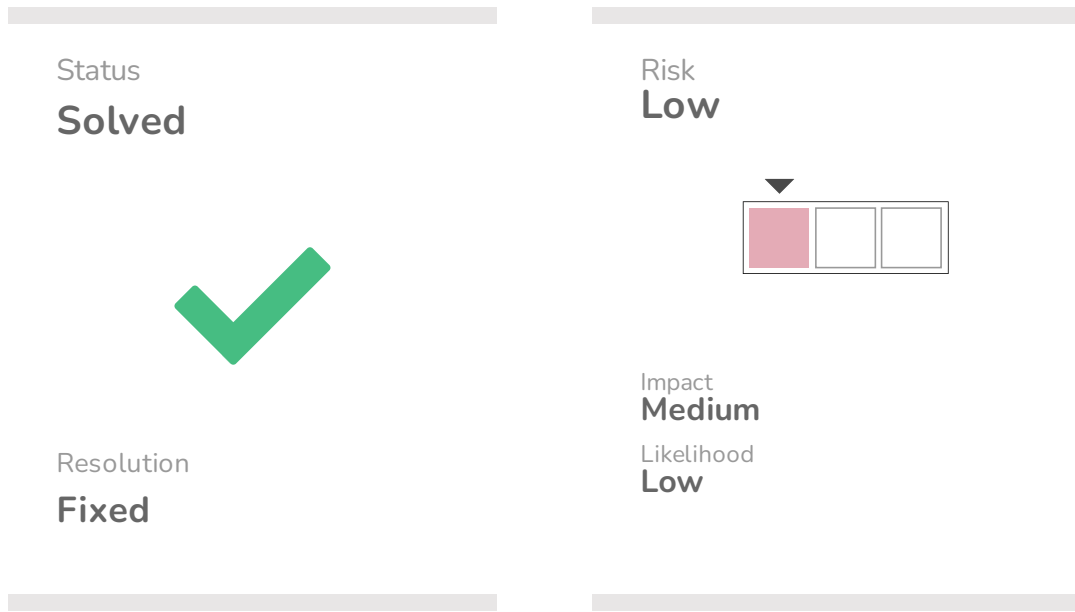 Status
Solved
Resolution
Fixed
Risk
Low
Impact
Medium
Likelihood
Low